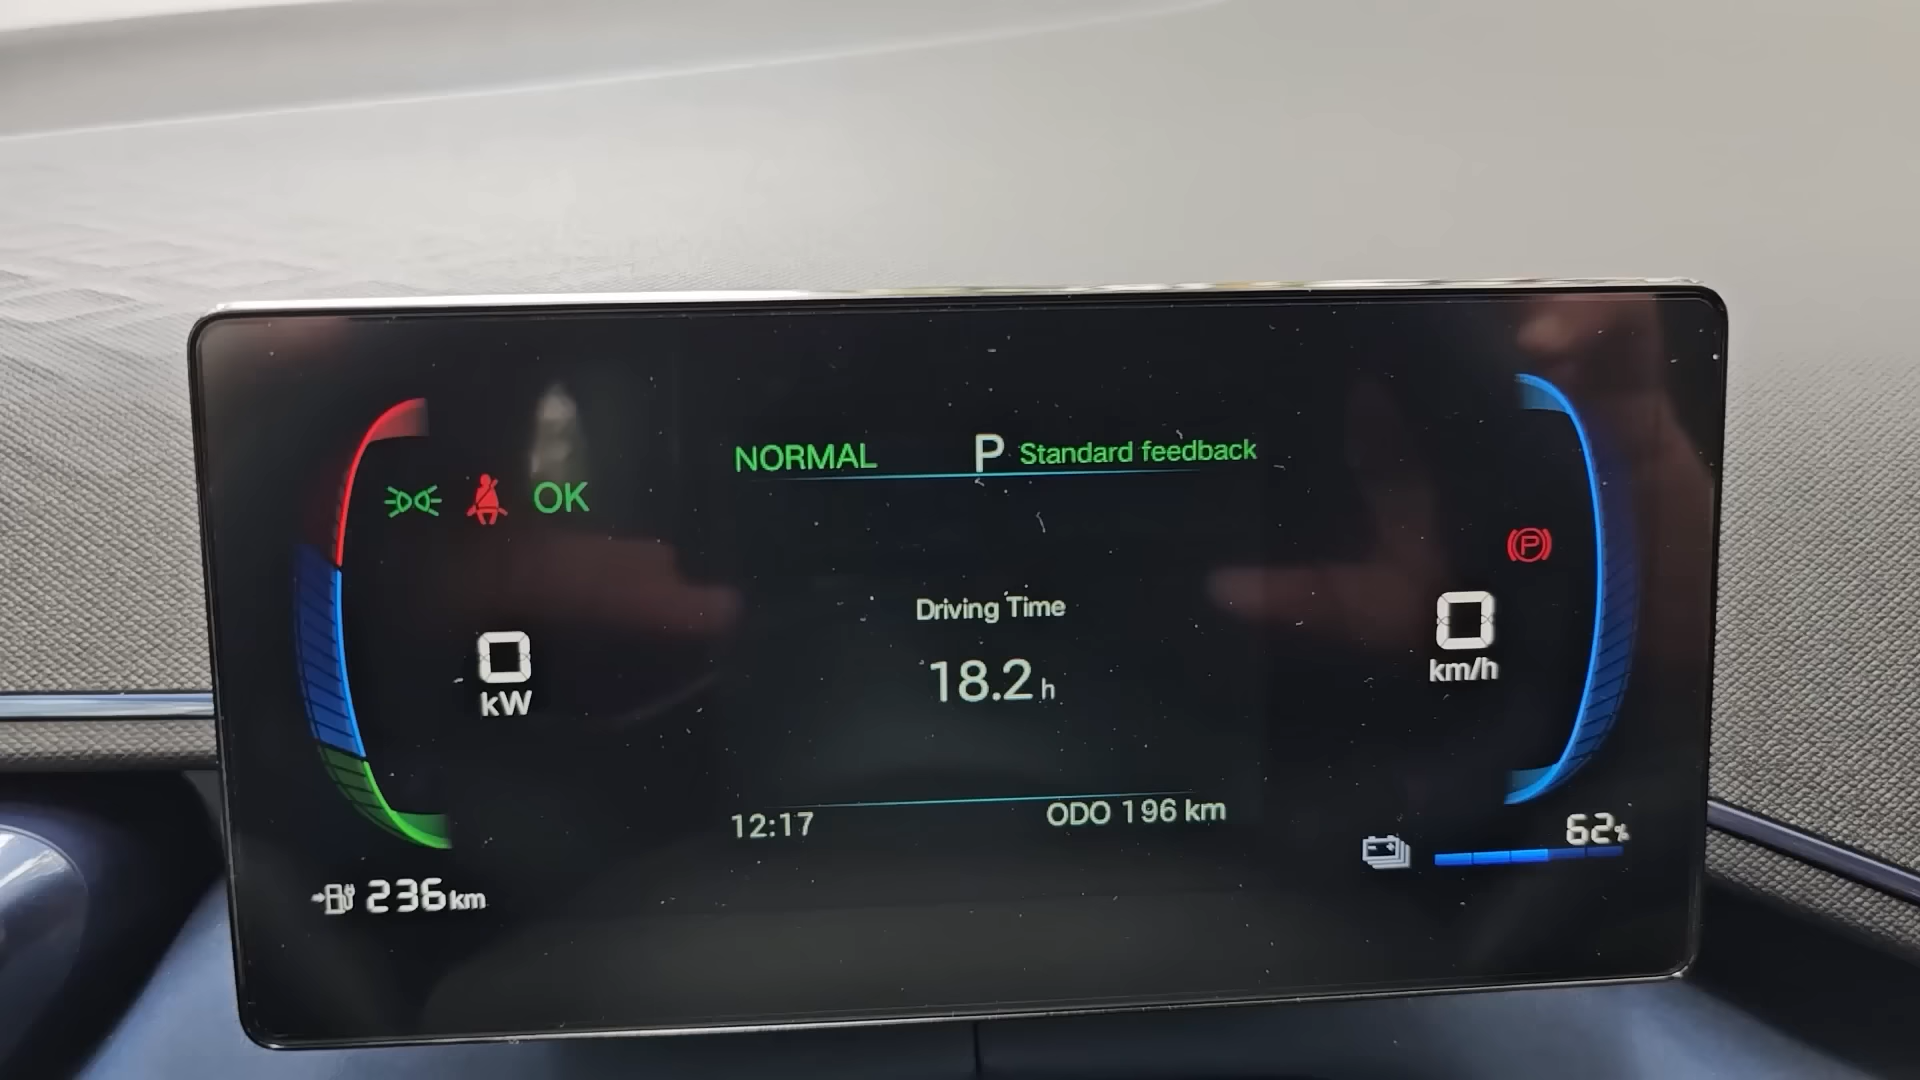 NORMAL P Standard feedback
OK
Driving Time
18.2 h
0
kW
0
km/h
P
12:17
ODO 196 km
62%
236 km